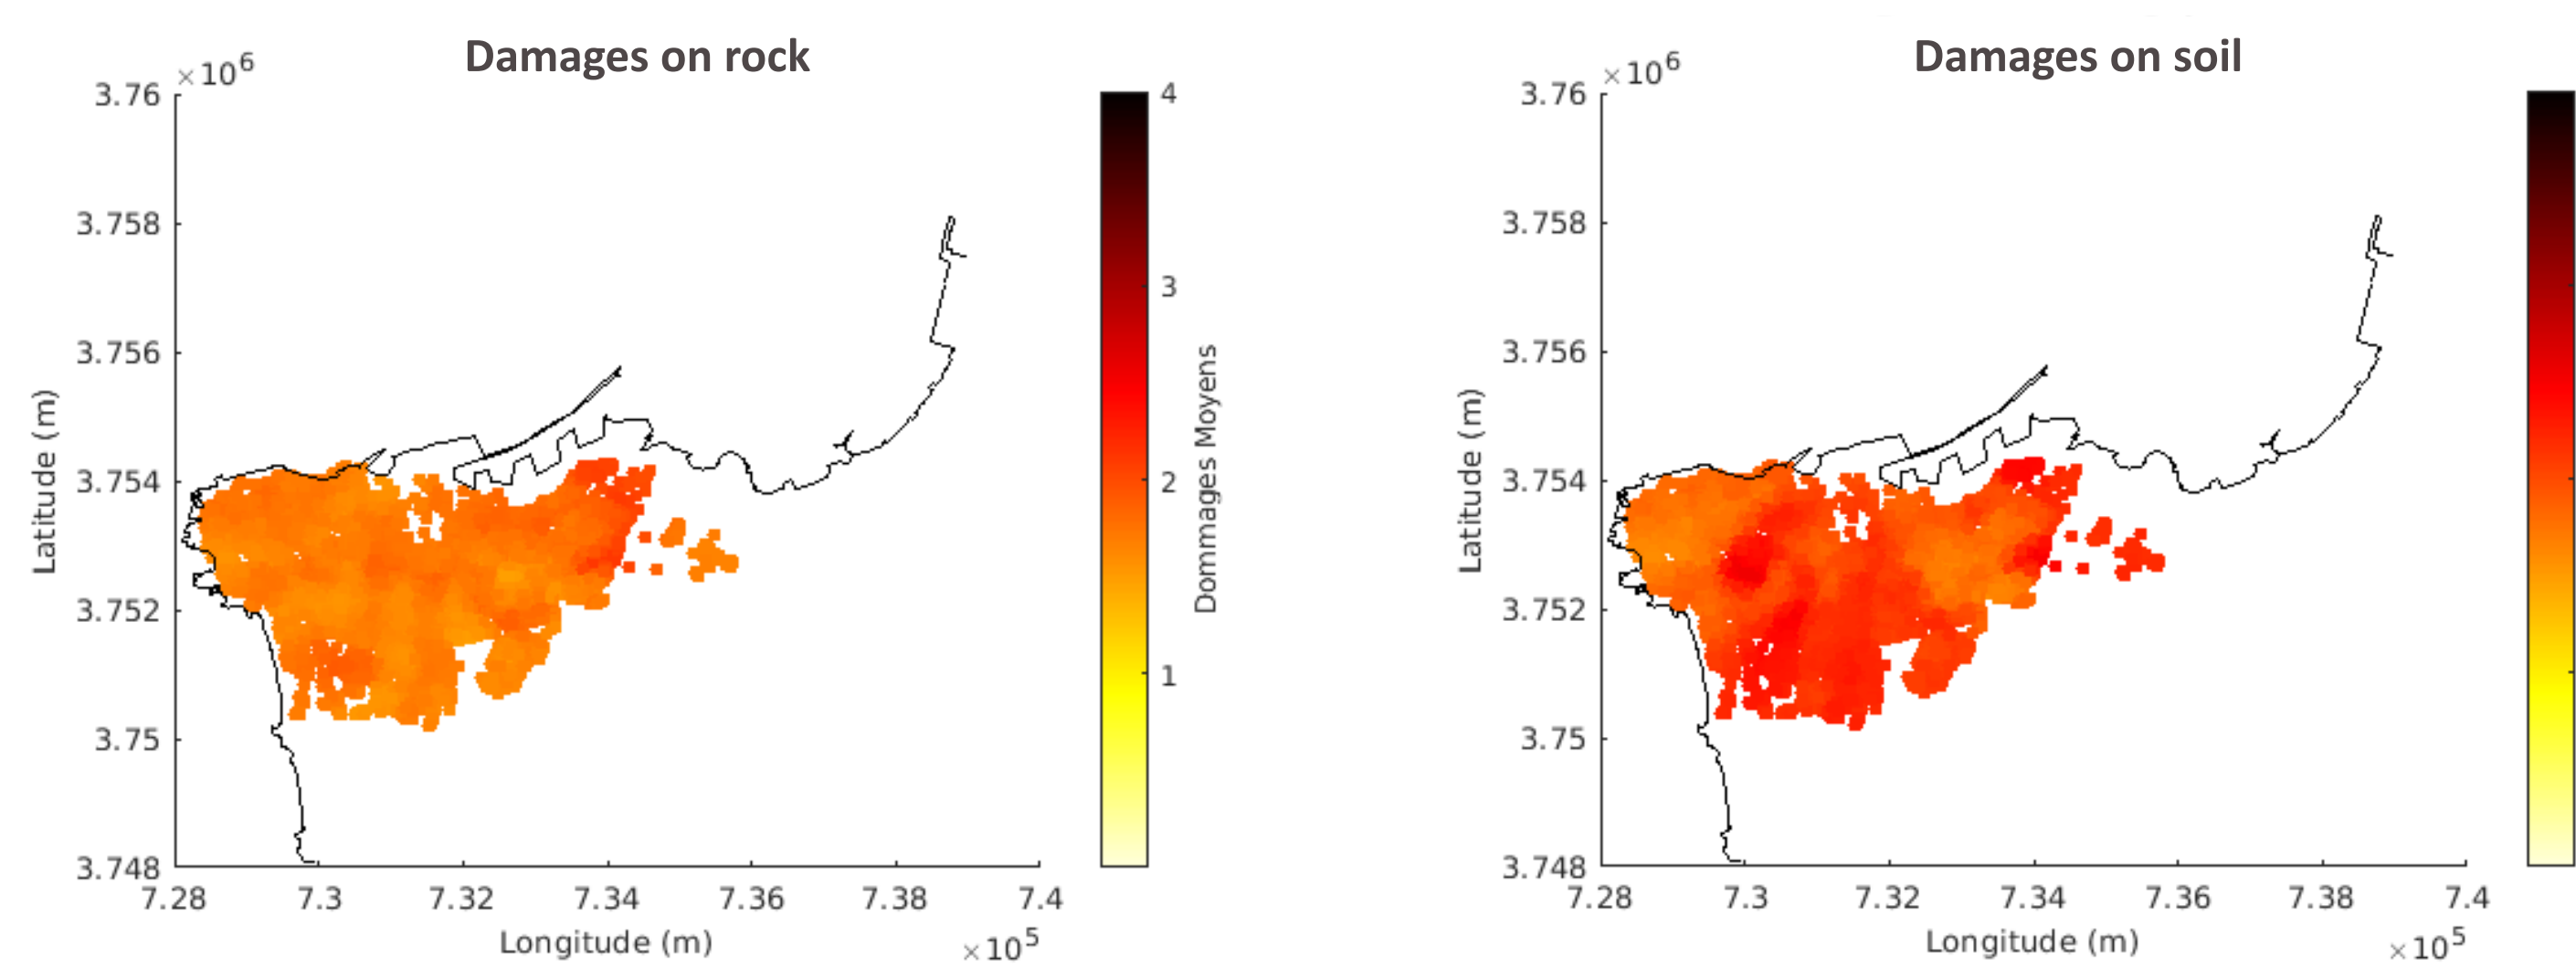 Damages on rock
×10^6
3.76
3.758
3.756
3.754
3.752
3.75
3.748
Latitude (m)
7.28 7.3 7.32 7.34 7.36 7.38 7.4
Longitude (m)
×10^5
4
3
2
1
Dommages Moyens
Damages on soil
×10^6
3.76
3.758
3.756
3.754
3.752
3.75
3.748
Latitude (m)
7.28 7.3 7.32 7.34 7.36 7.38 7.4
Longitude (m)
×10^5